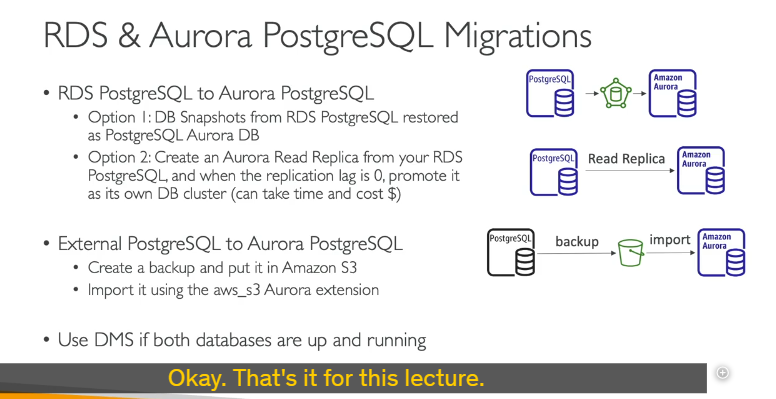 RDS & Aurora PostgreSQL Migrations
• RDS PostgreSQL to Aurora PostgreSQL
• Option 1: DB Snapshots from RDS PostgreSQL restored
as PostgreSQL Aurora DB
• Option 2: Create an Aurora Read Replica from your RDS
PostgreSQL, and when the replication lag is 0, promote it
as its own DB cluster (can take time and cost $)
• External PostgreSQL to Aurora PostgreSQL
• Create a backup and put it in Amazon S3
• Import it using the aws_s3 Aurora extension
• Use DMS if both databases are up and running
PostgreSQL
Amazon
Aurora
PostgreSQL
Read Replica
Amazon
Aurora
PostgreSQL
backup
import
Amazon
Aurora
Okay. That's it for this lecture.